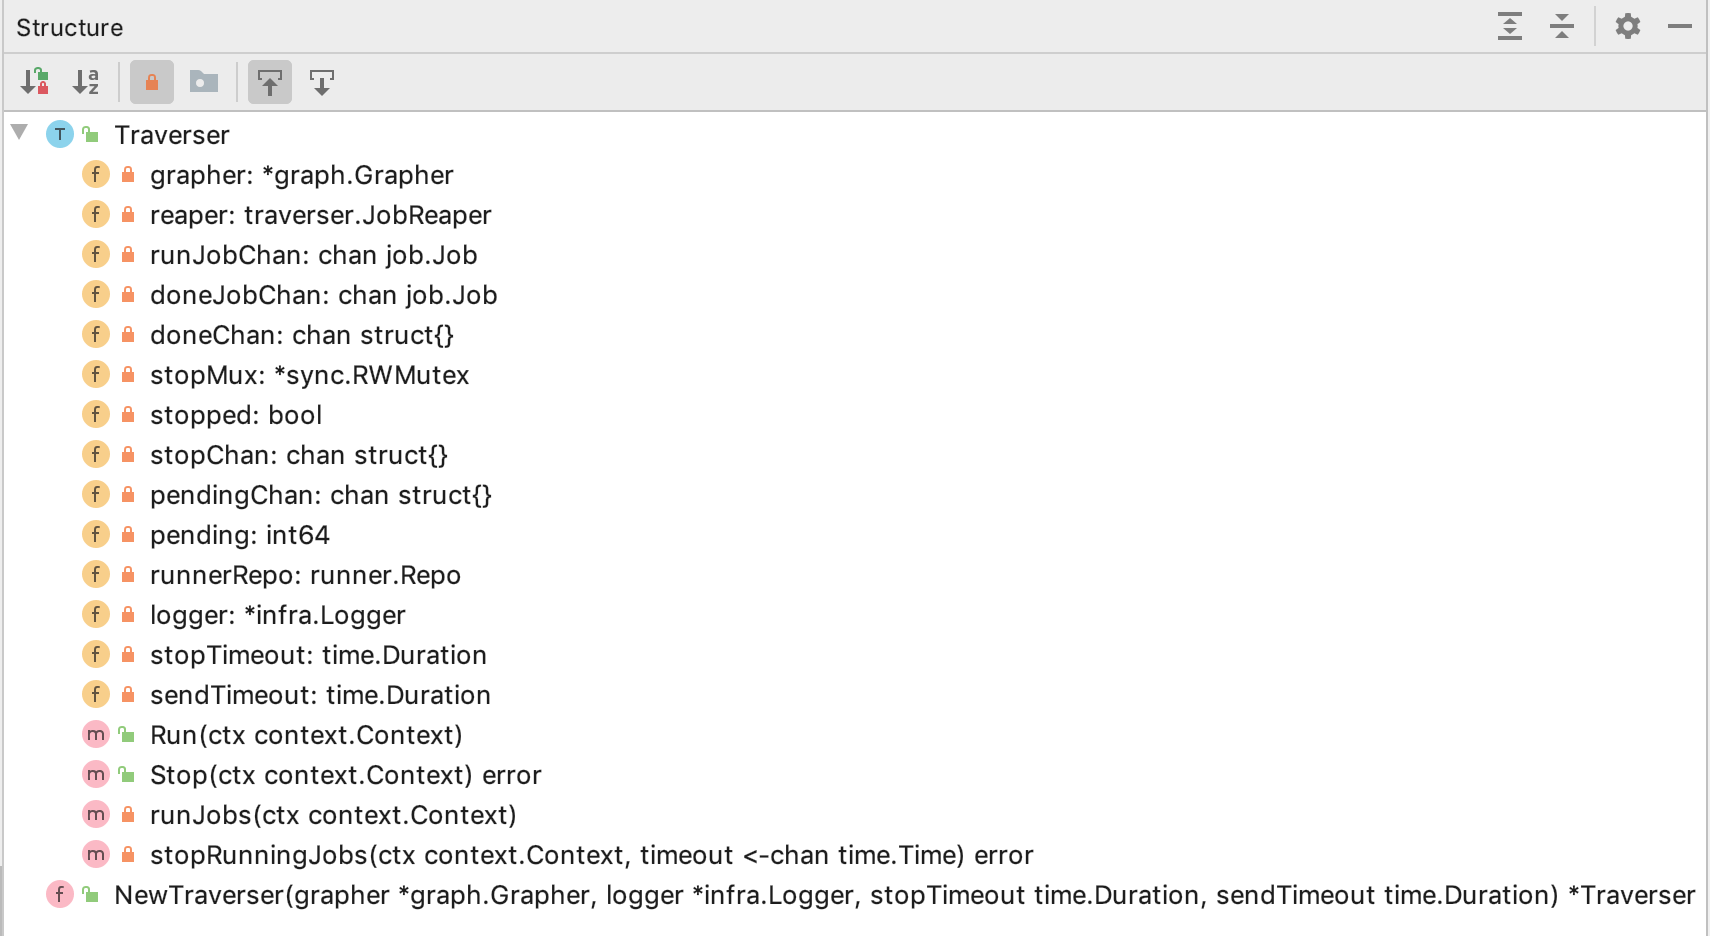 Structure
Traverser
grapher: *graph.Grapher
reaper: traverser.JobReaper
runJobChan: chan job.Job
doneJobChan: chan job.Job
doneChan: chan struct{}
stopMux: *sync.RWMutex
stopped: bool
stopChan: chan struct{}
pendingChan: chan struct{}
pending: int64
runnerRepo: runner.Repo
logger: *infra.Logger
stopTimeout: time.Duration
sendTimeout: time.Duration
Run(ctx context.Context)
Stop(ctx context.Context) error
runJobs(ctx context.Context)
stopRunningJobs(ctx context.Context, timeout <-chan time.Time) error
NewTraverser(grapher *graph.Grapher, logger *infra.Logger, stopTimeout time.Duration, sendTimeout time.Duration) *Traverser